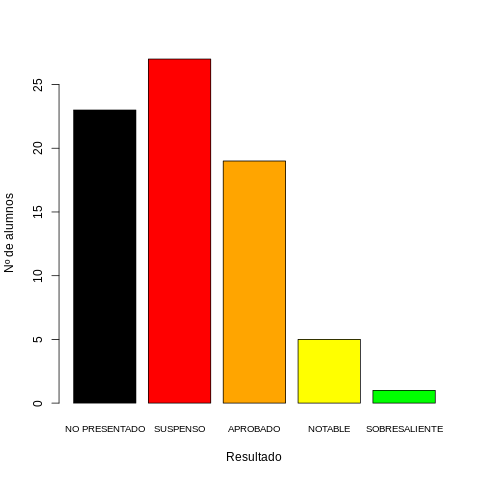 Nº de alumnos
25
20
15
10
5
0
NO PRESENTADO SUSPENSO APROBADO NOTABLE SOBRESALIENTE
Resultado